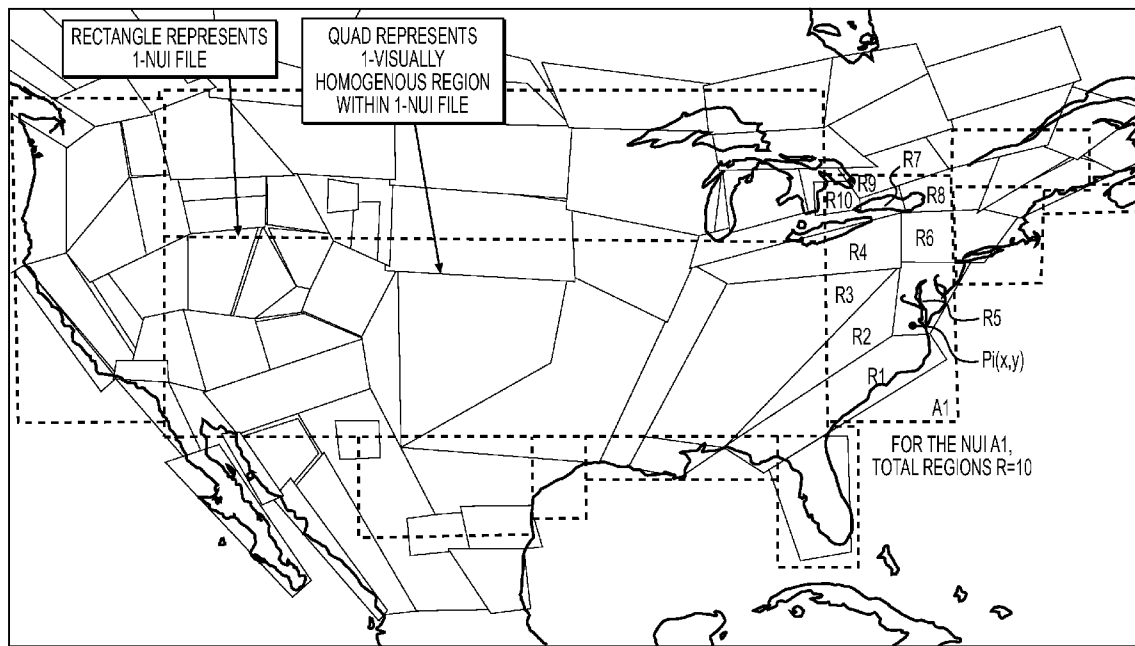 RECTANGLE REPRESENTS
1-NUI FILE
QUAD REPRESENTS
1-VISUALLY
HOMOGENOUS REGION
WITHIN 1-NUI FILE
R7
R9
R10
R8
R6
R4
R3
R5
R2
Pi(x,y)
R1
A1
FOR THE NUI A1,
TOTAL REGIONS R=10